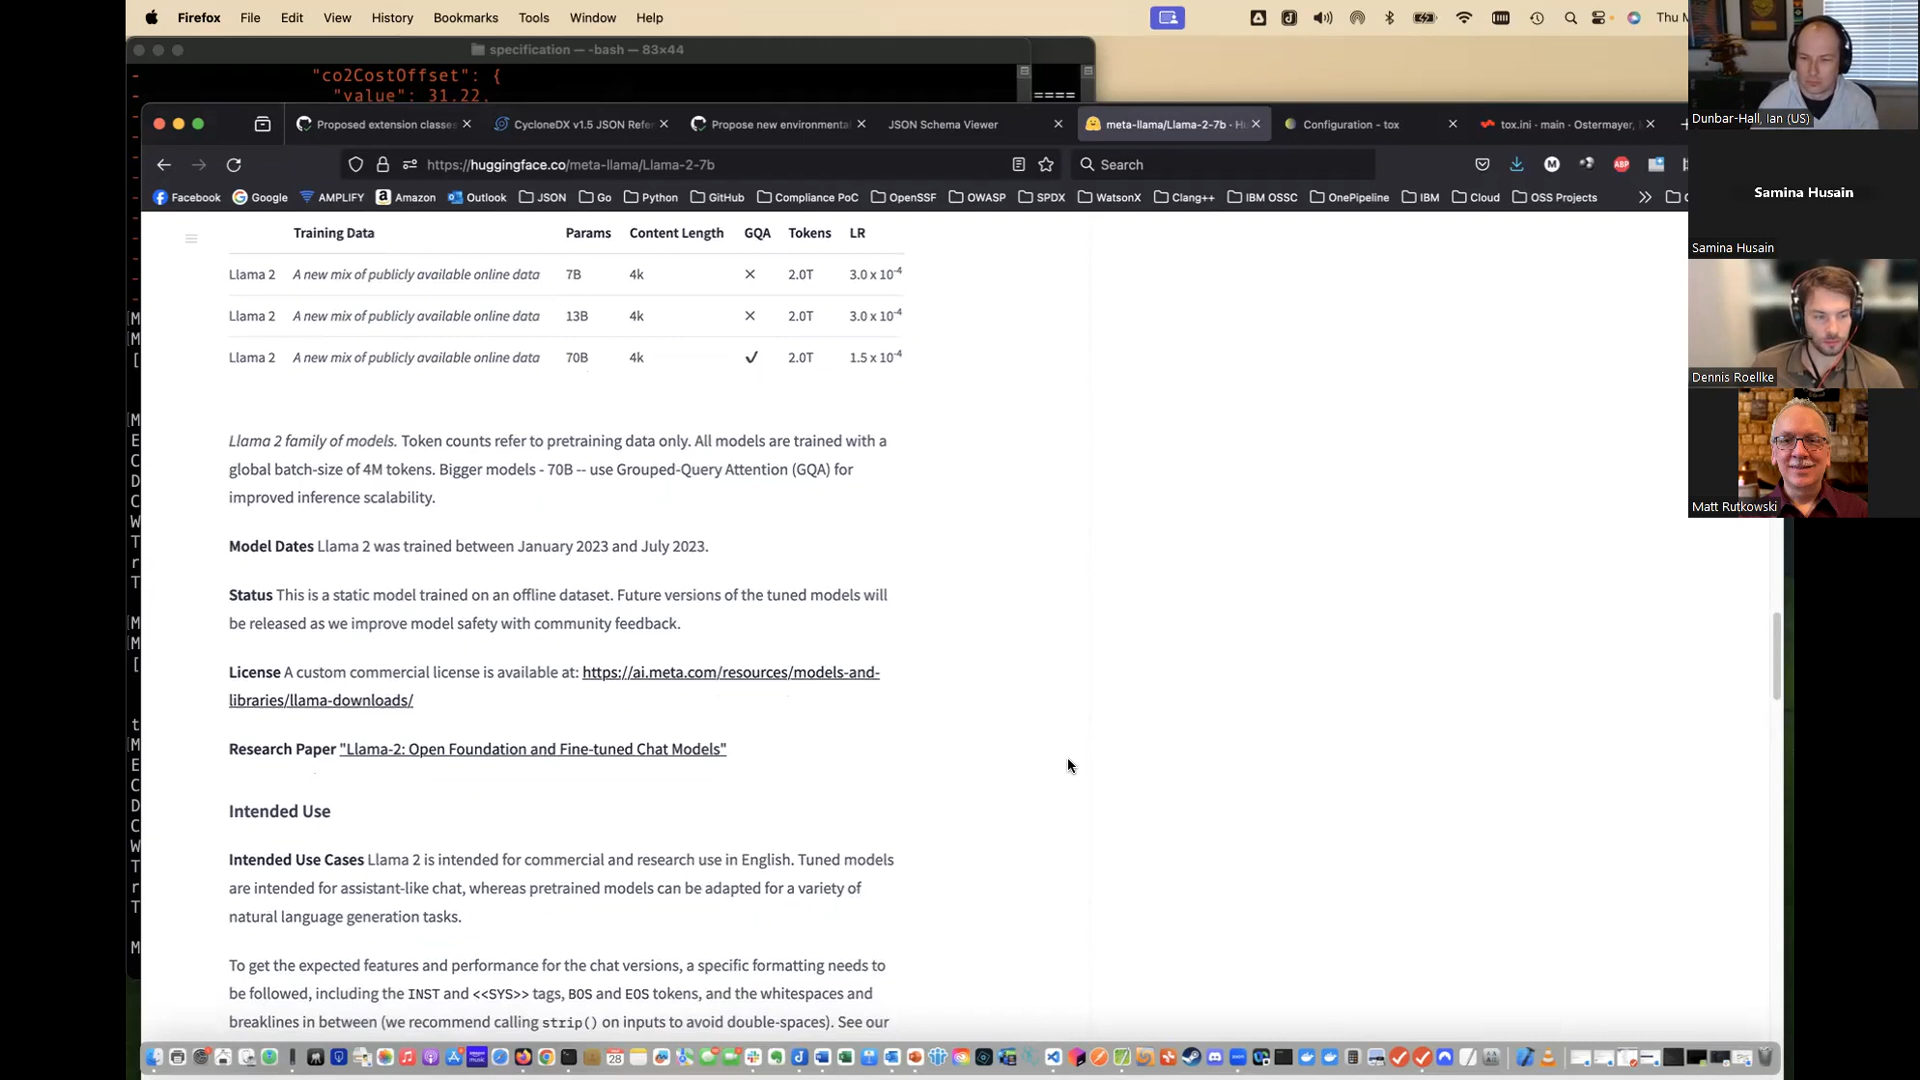 Firefox File Edit View History Bookmarks Tools Window Help Thu M
specification — -bash — 83×44
- "co2CostOffset": {
- "value": 31.22,
====
Proposed extension classes
CycloneDX v1.5 JSON Refe
Propose new environmental
JSON Schema Viewer
meta-llama/Llama-2-7b · H
Configuration - tox
tox.ini - main - Ostermayer,
https://huggingface.co/meta-llama/Llama-2-7b
Search
ABP
Facebook Google AMPLIFY Amazon Outlook JSON Go Python GitHub Compliance PoC OpenSSF OWASP SPDX WatsonX Clang++ IBM OSSC OnePipeline IBM Cloud OSS Projects
Training Data Params Content Length GQA Tokens LR
Llama 2 A new mix of publicly available online data 7B 4k ✕ 2.0T 3.0 x 10-4
Llama 2 A new mix of publicly available online data 13B 4k ✕ 2.0T 3.0 x 10-4
Llama 2 A new mix of publicly available online data 70B 4k ✓ 2.0T 1.5 x 10-4
Llama 2 family of models. Token counts refer to pretraining data only. All models are trained with a
global batch-size of 4M tokens. Bigger models - 70B -- use Grouped-Query Attention (GQA) for
improved inference scalability.
Model Dates Llama 2 was trained between January 2023 and July 2023.
Status This is a static model trained on an offline dataset. Future versions of the tuned models will
be released as we improve model safety with community feedback.
License A custom commercial license is available at: https://ai.meta.com/resources/models-and-
libraries/llama-downloads/
Research Paper "Llama-2: Open Foundation and Fine-tuned Chat Models"
Intended Use
Intended Use Cases Llama 2 is intended for commercial and research use in English. Tuned models
are intended for assistant-like chat, whereas pretrained models can be adapted for a variety of
natural language generation tasks.
To get the expected features and performance for the chat versions, a specific formatting needs to
be followed, including the INST and <<SYS>> tags, BOS and EOS tokens, and the whitespaces and
breaklines in between (we recommend calling strip() on inputs to avoid double-spaces). See our
Dunbar-Hall, Ian (US)
Samina Husain
Samina Husain
Dennis Roellke
Matt Rutkowski